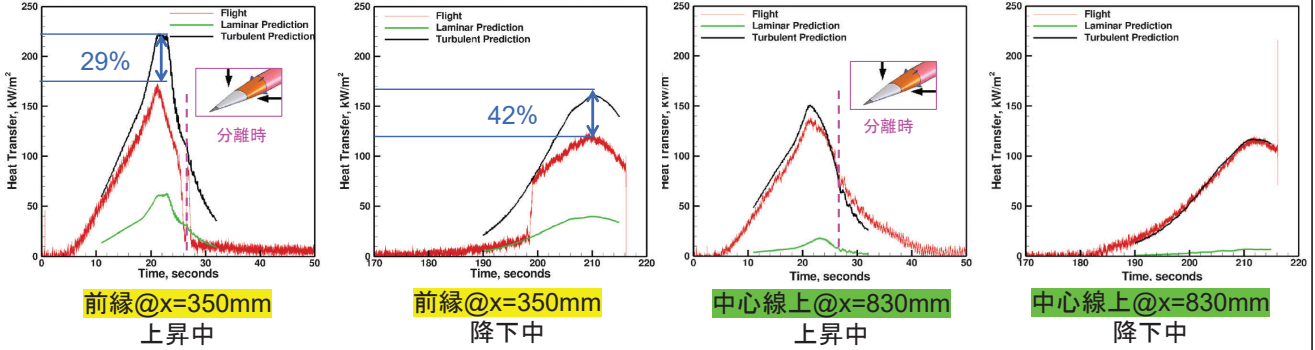 Flight
Laminar Prediction
Turbulent Prediction
Heat Transfer, kW/m²
250
200
150
100
50
0
29%
分離時
0
10
20
30
40
50
Time, seconds
前縁@x=350mm
上昇中
Flight
Laminar Prediction
Turbulent Prediction
Heat Transfer, kW/m²
250
200
150
100
50
0
42%
170
180
190
200
210
220
Time, seconds
前縁@x=350mm
降下中
Flight
Laminar Prediction
Turbulent Prediction
Heat Transfer, kW/m²
250
200
150
100
50
0
分離時
0
10
20
30
40
50
Time, seconds
中心線上@x=830mm
上昇中
Flight
Laminar Prediction
Turbulent Prediction
Heat Transfer, kW/m²
250
200
150
100
50
0
170
180
190
200
210
220
Time, seconds
中心線上@x=830mm
降下中